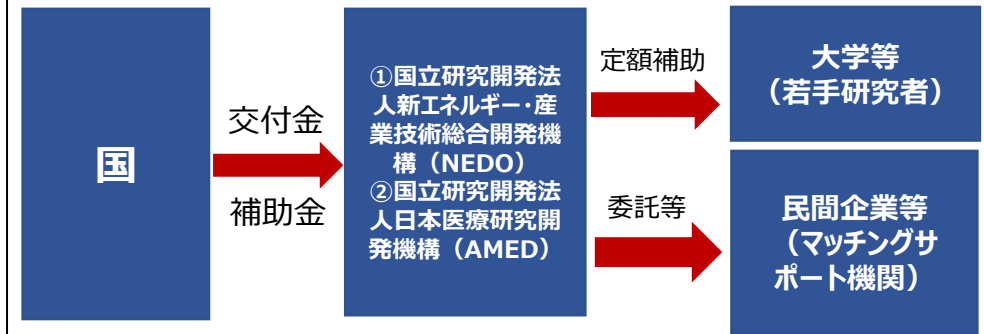 国
交付金
補助金
①国立研究開発法
人新エネルギー・産
業技術総合開発機
構（NEDO）
②国立研究開発法
人日本医療研究開
発機構（AMED）
定額補助
大学等
（若手研究者）
委託等
民間企業等
（マッチングサ
ポート機関）